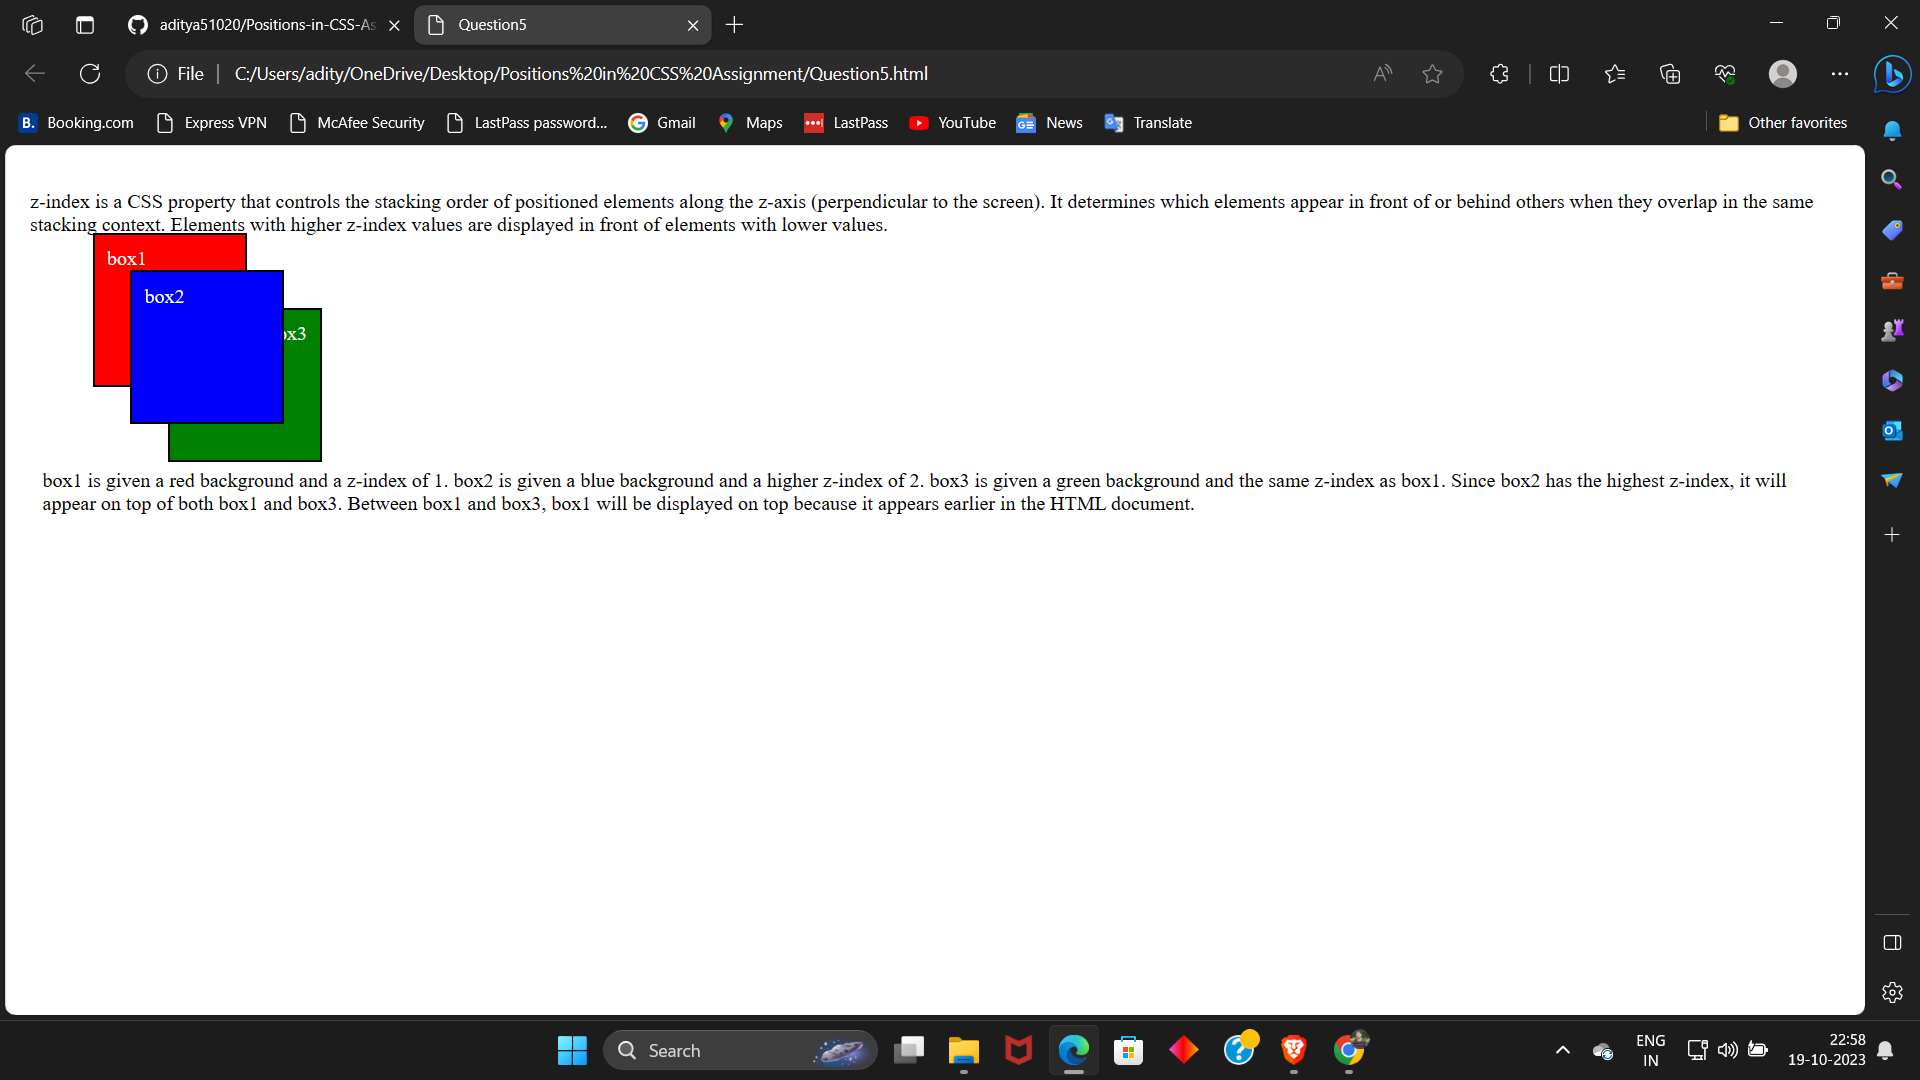 aditya51020/Positions-in-CSS-As
Question5
File
C:/Users/adity/OneDrive/Desktop/Positions%20in%20CSS%20Assignment/Question5.html
B. Booking.com
Express VPN
McAfee Security
LastPass password...
Gmail
Maps
LastPass
YouTube
News
Translate
Other favorites
z-index is a CSS property that controls the stacking order of positioned elements along the z-axis (perpendicular to the screen). It determines which elements appear in front of or behind others when they overlap in the same
stacking context. Elements with higher z-index values are displayed in front of elements with lower values.
box1
box2
ox3
box1 is given a red background and a z-index of 1. box2 is given a blue background and a higher z-index of 2. box3 is given a green background and the same z-index as box1. Since box2 has the highest z-index, it will
appear on top of both box1 and box3. Between box1 and box3, box1 will be displayed on top because it appears earlier in the HTML document.
Search
ENG
IN
22:58
19-10-2023